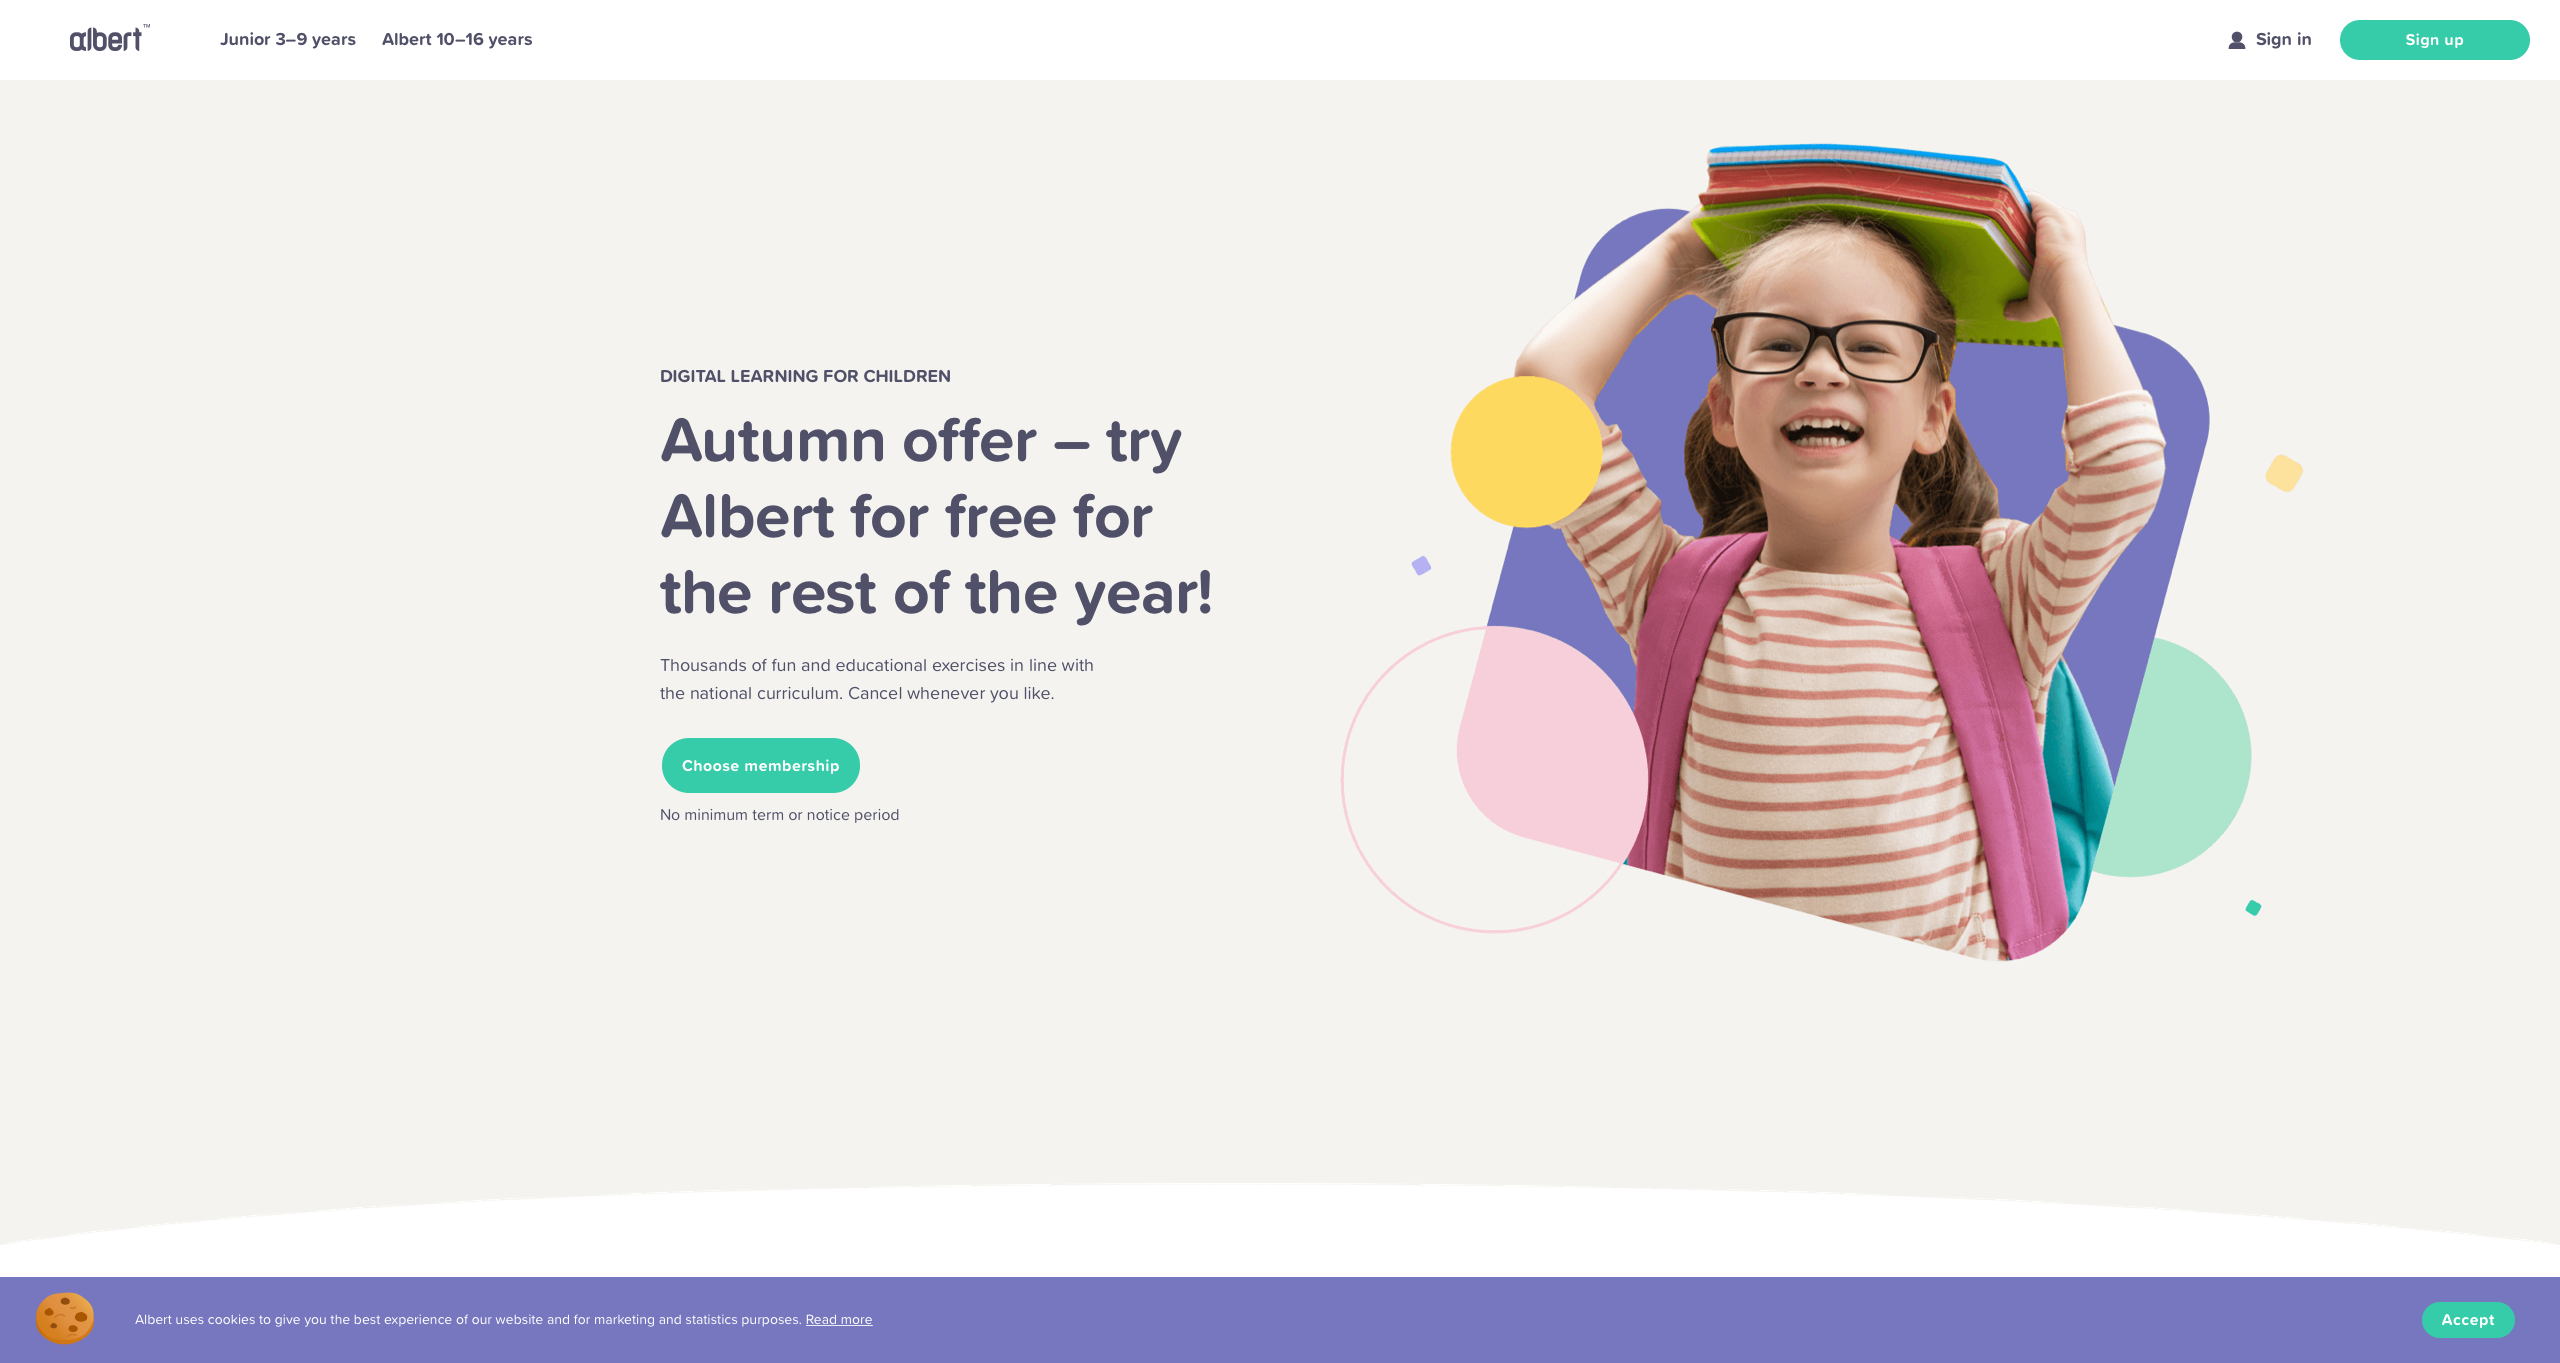 albert™
Junior 3–9 years
Albert 10–16 years
Sign in
Sign up
DIGITAL LEARNING FOR CHILDREN
Autumn offer – try
Albert for free for
the rest of the year!
Thousands of fun and educational exercises in line with
the national curriculum. Cancel whenever you like.
Choose membership
No minimum term or notice period
Albert uses cookies to give you the best experience of our website and for marketing and statistics purposes. Read more
Accept